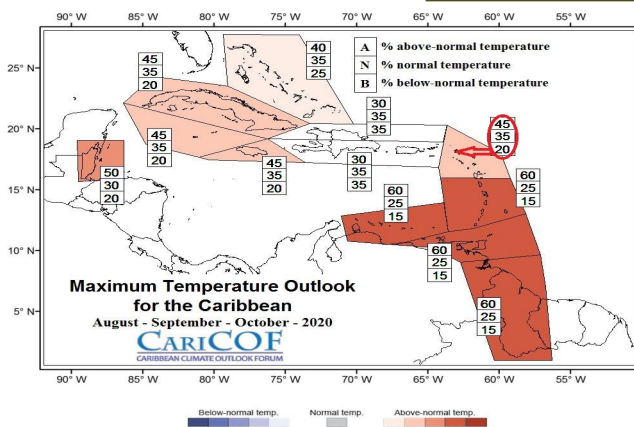 A % above-normal temperature
N % normal temperature
B % below-normal temperature
25°N
20°N
15°N
10°N
5°N
45
35
20
40
35
25
30
35
35
45
35
20
50
30
20
45
35
20
45
35
20
30
35
35
60
25
15
60
25
15
60
25
15
60
25
15
Maximum Temperature Outlook
for the Caribbean
August - September - October - 2020
CARICOF
CARIBBEAN CLIMATE OUTLOOK FORUM
90°W 85°W 80°W 75°W 70°W 65°W 60°W 55°W
Below-normal temp. Normal temp. Above-normal temp.